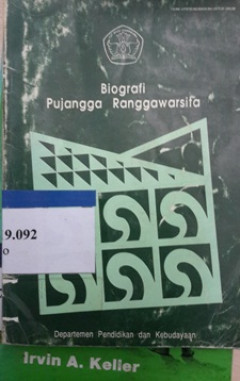 Biografi
Pujangga Ranggawarsita
9.092
O
Departemen Pendidikan dan Kebudayaan
Irvin A. Keller